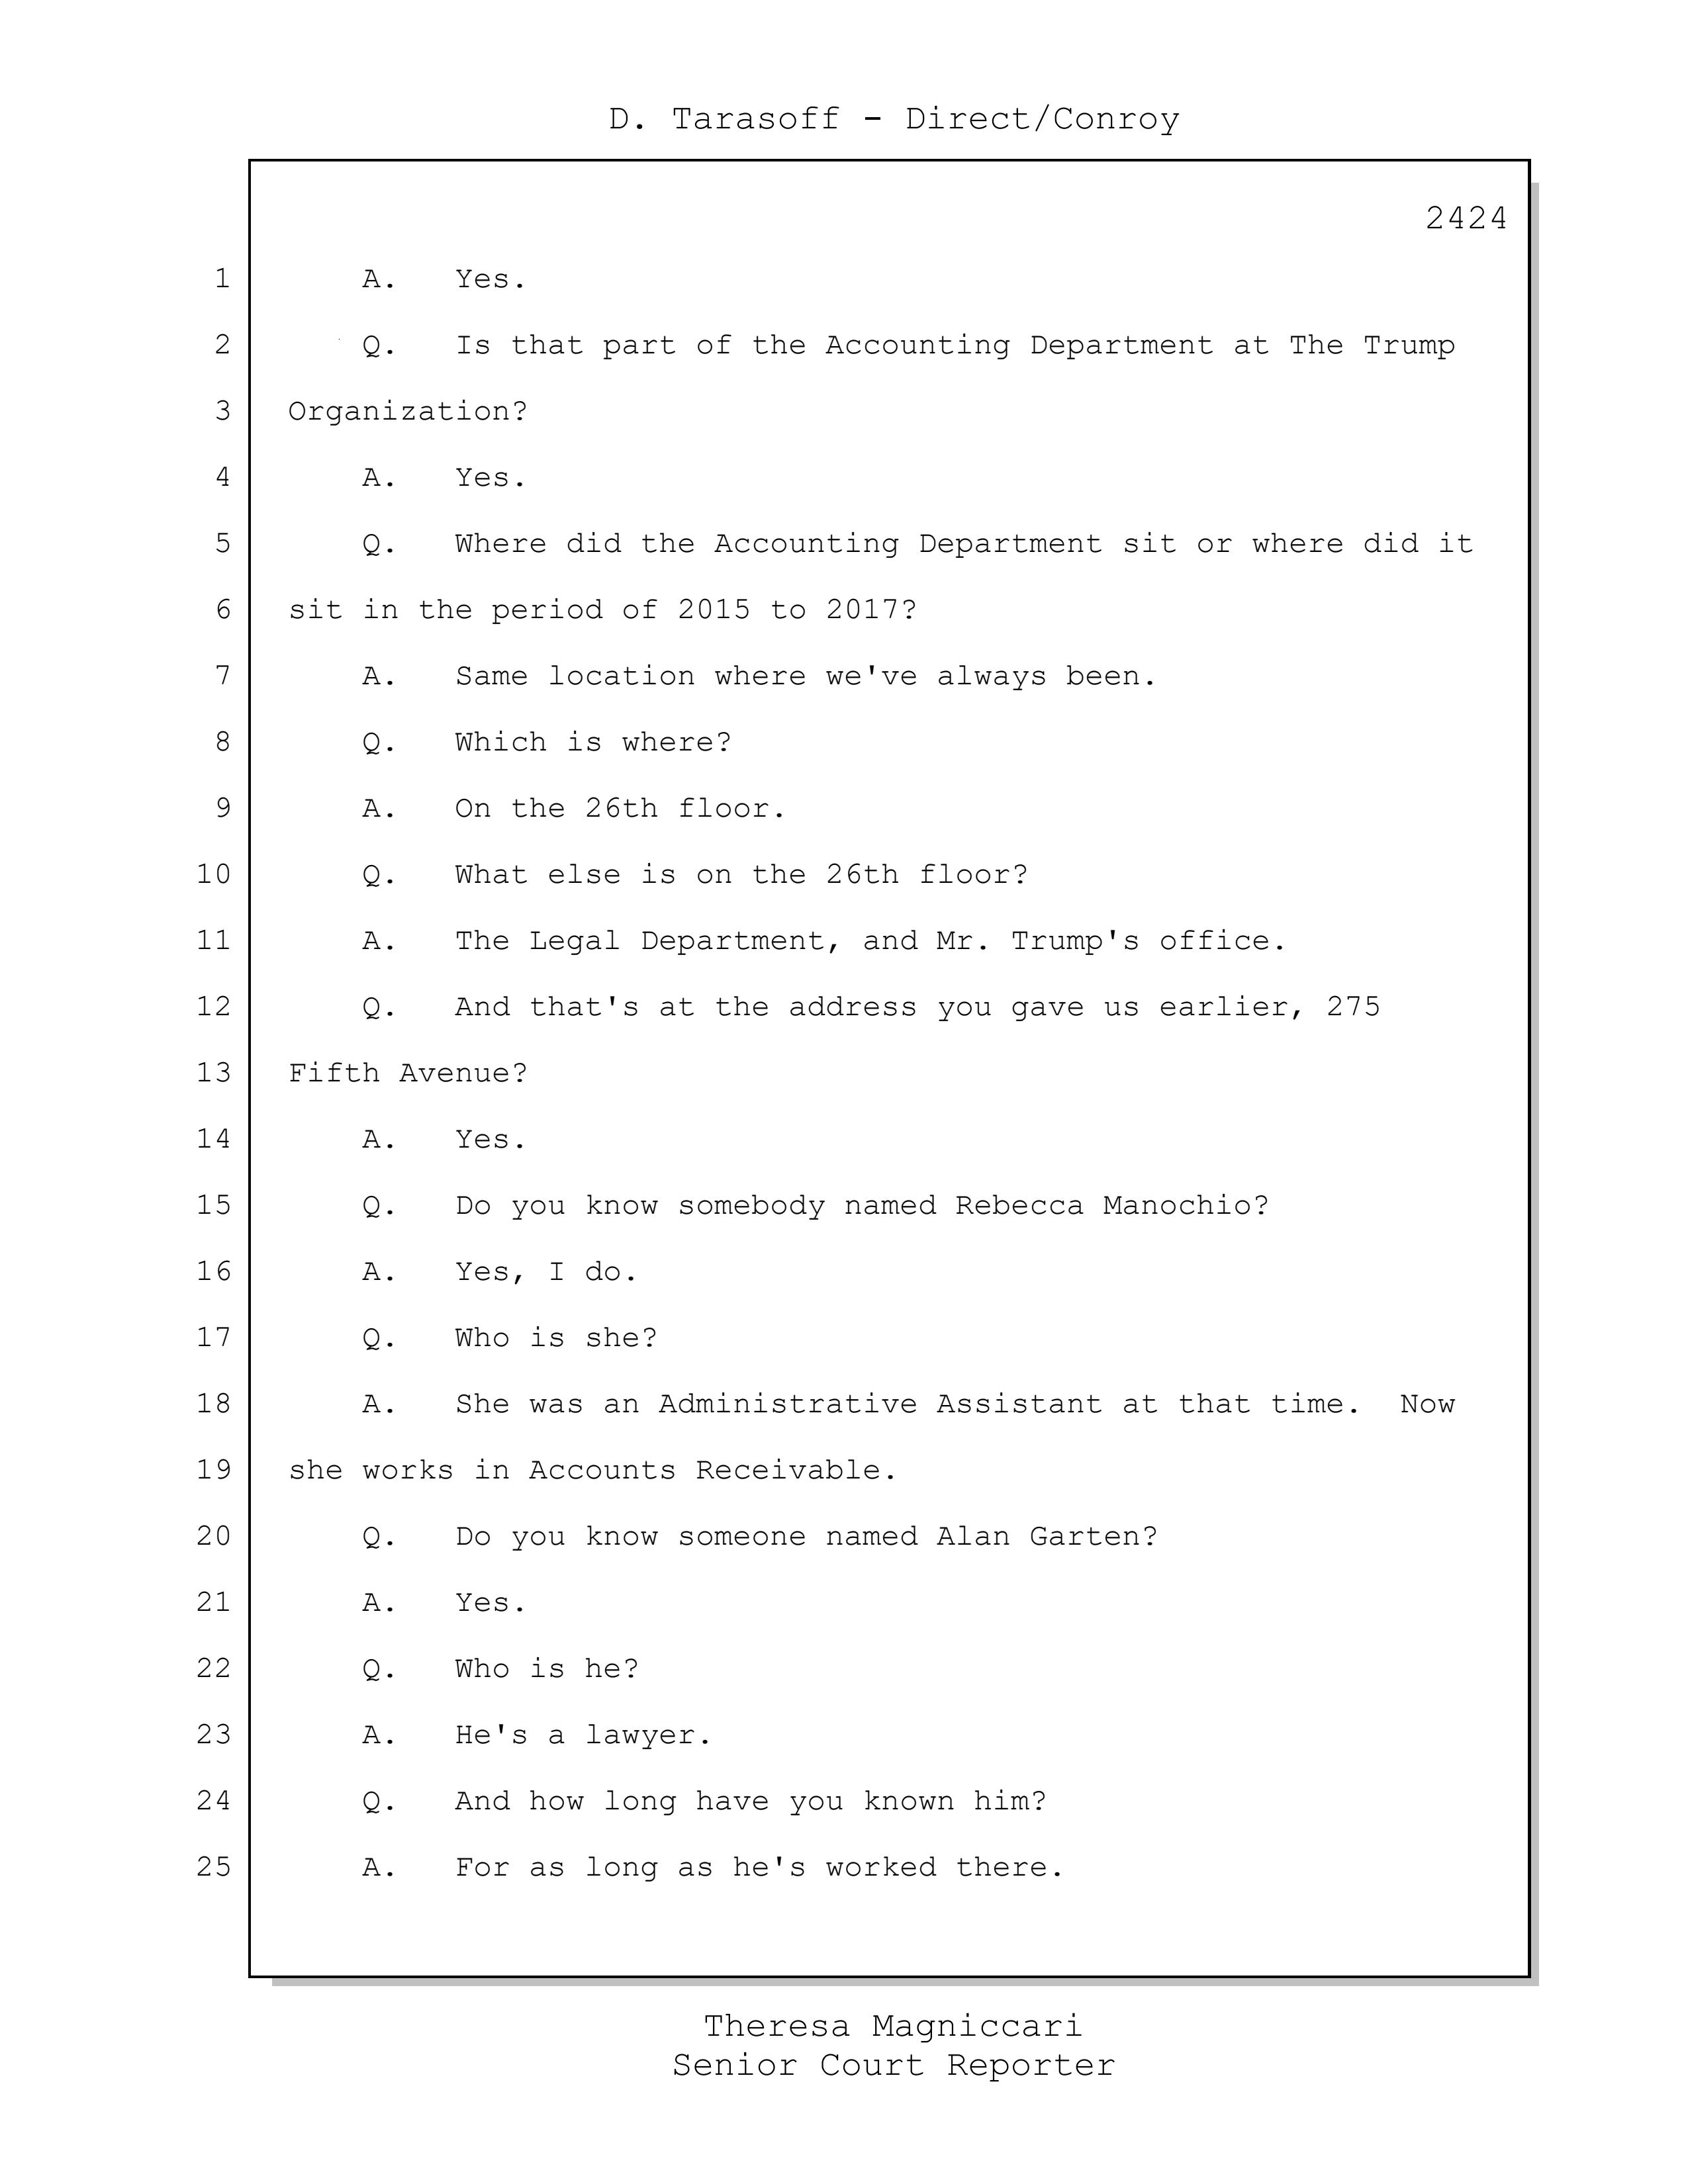 D. Tarasoff - Direct/Conroy
2424
1 A. Yes.
2 Q. Is that part of the Accounting Department at The Trump
3 Organization?
4 A. Yes.
5 Q. Where did the Accounting Department sit or where did it
6 sit in the period of 2015 to 2017?
7 A. Same location where we've always been.
8 Q. Which is where?
9 A. On the 26th floor.
10 Q. What else is on the 26th floor?
11 A. The Legal Department, and Mr. Trump's office.
12 Q. And that's at the address you gave us earlier, 275
13 Fifth Avenue?
14 A. Yes.
15 Q. Do you know somebody named Rebecca Manochio?
16 A. Yes, I do.
17 Q. Who is she?
18 A. She was an Administrative Assistant at that time. Now
19 she works in Accounts Receivable.
20 Q. Do you know someone named Alan Garten?
21 A. Yes.
22 Q. Who is he?
23 A. He's a lawyer.
24 Q. And how long have you known him?
25 A. For as long as he's worked there.
Theresa Magniccari
Senior Court Reporter